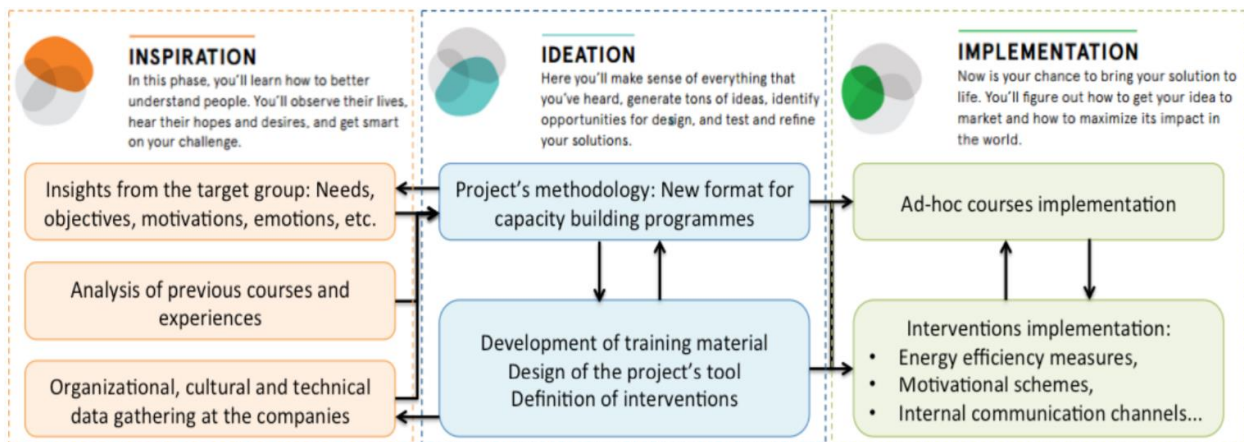 INSPIRATION
In this phase, you'll learn how to better
understand people. You'll observe their lives,
hear their hopes and desires, and get smart
on your challenge.
Insights from the target group: Needs,
objectives, motivations, emotions, etc.
Analysis of previous courses and
experiences
Organizational, cultural and technical
data gathering at the companies
IDEATION
Here you'll make sense of everything that
you've heard, generate tons of ideas, identify
opportunities for design, and test and refine
your solutions.
Project's methodology: New format for
capacity building programmes
Development of training material
Design of the project's tool
Definition of interventions
IMPLEMENTATION
Now is your chance to bring your solution to
life. You'll figure out how to get your idea to
market and how to maximize its impact in
the world.
Ad-hoc courses implementation
Interventions implementation:
• Energy efficiency measures,
• Motivational schemes,
• Internal communication channels...